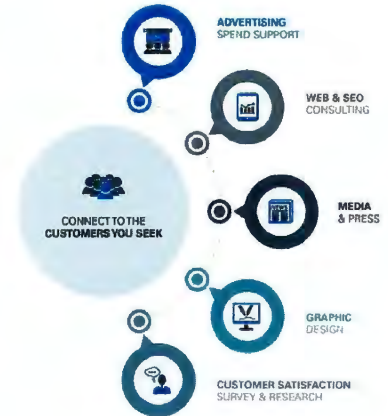 ADVERTISING
SPEND SUPPORT
WEB & SEO
CONSULTING
CONNECT TO THE
CUSTOMERS YOU SEEK
MEDIA
& PRESS
GRAPHIC
DESIGN
CUSTOMER SATISFACTION
SURVEY & RESEARCH